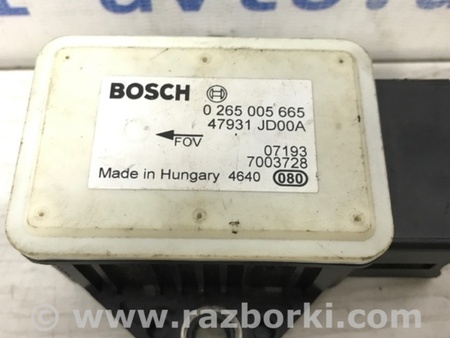 BOSCH
0 265 005 665
47931 JD00A
FOV
07193
7003728
Made in Hungary 4640 080
www.razborki.com